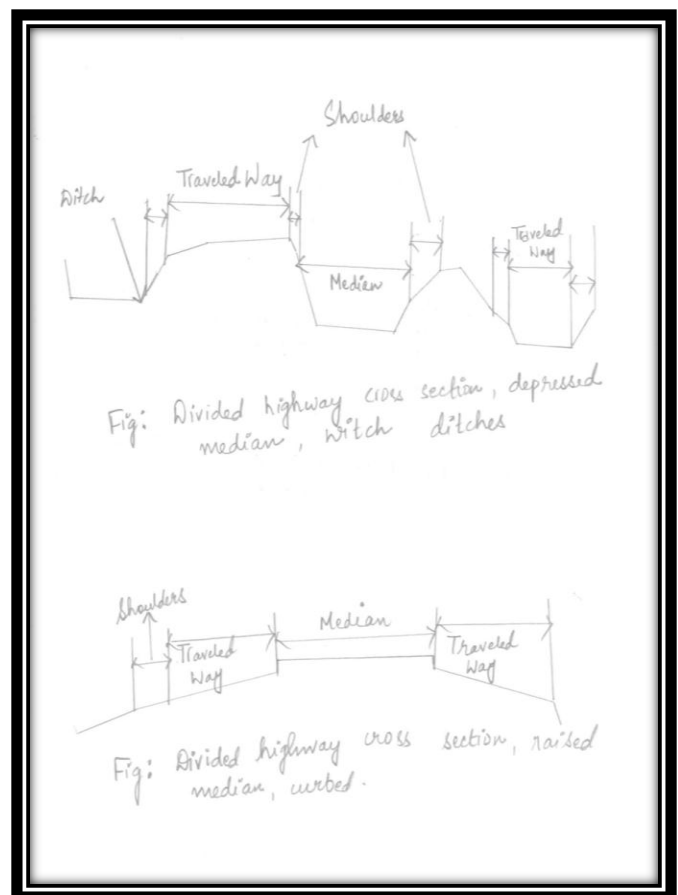 Shoulders
Traveled Way
Ditch
Traveled
Way
Median
Fig: Divided highway cross section, depressed
median, witch ditches
Shoulders
Median
Traveled
Way
Traveled
Way
Fig: Divided highway cross section, raised
median, curbed.